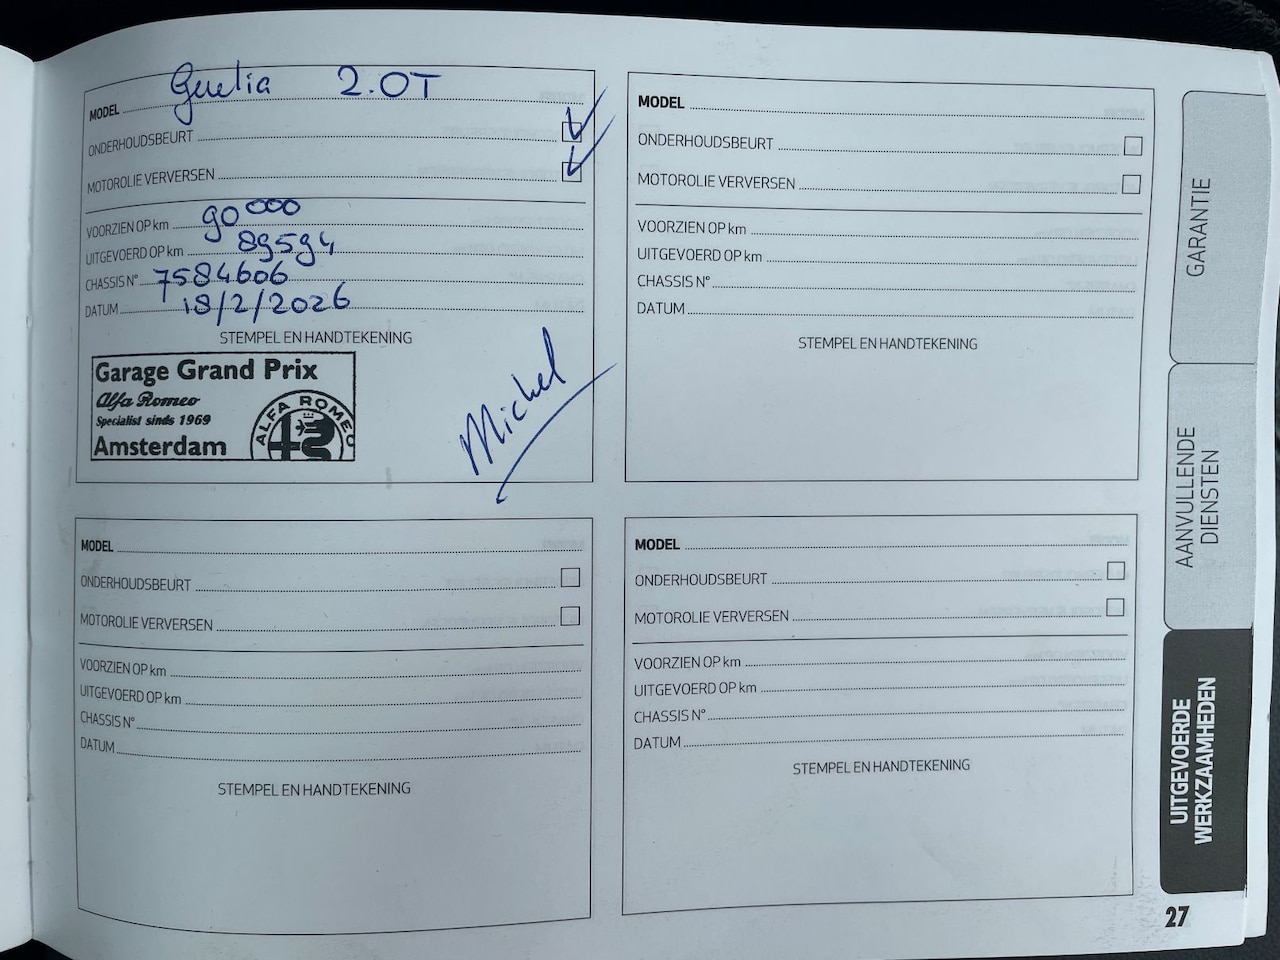 MODEL Giulia 2.0T
ONDERHOUDSBEURT
MOTOROLIE VERVERSEN
VOORZIEN OP km 90000
UITGEVOERD OP km 89594
CHASSIS N° 7584606
DATUM 18/2/2026
STEMPEL EN HANDTEKENING
Garage Grand Prix
Alfa Romeo
Specialist sinds 1969
Amsterdam
ALFA ROMEO
Michel
MODEL
ONDERHOUDSBEURT
MOTOROLIE VERVERSEN
VOORZIEN OP km
UITGEVOERD OP km
CHASSIS N°
DATUM
STEMPEL EN HANDTEKENING
MODEL
ONDERHOUDSBEURT
MOTOROLIE VERVERSEN
VOORZIEN OP km
UITGEVOERD OP km
CHASSIS N°
DATUM
STEMPEL EN HANDTEKENING
MODEL
ONDERHOUDSBEURT
MOTOROLIE VERVERSEN
VOORZIEN OP km
UITGEVOERD OP km
CHASSIS N°
DATUM
STEMPEL EN HANDTEKENING
GARANTIE
AANVULLENDE
DIENSTEN
UITGEVOERDE
WERKZAAMHEDEN
27